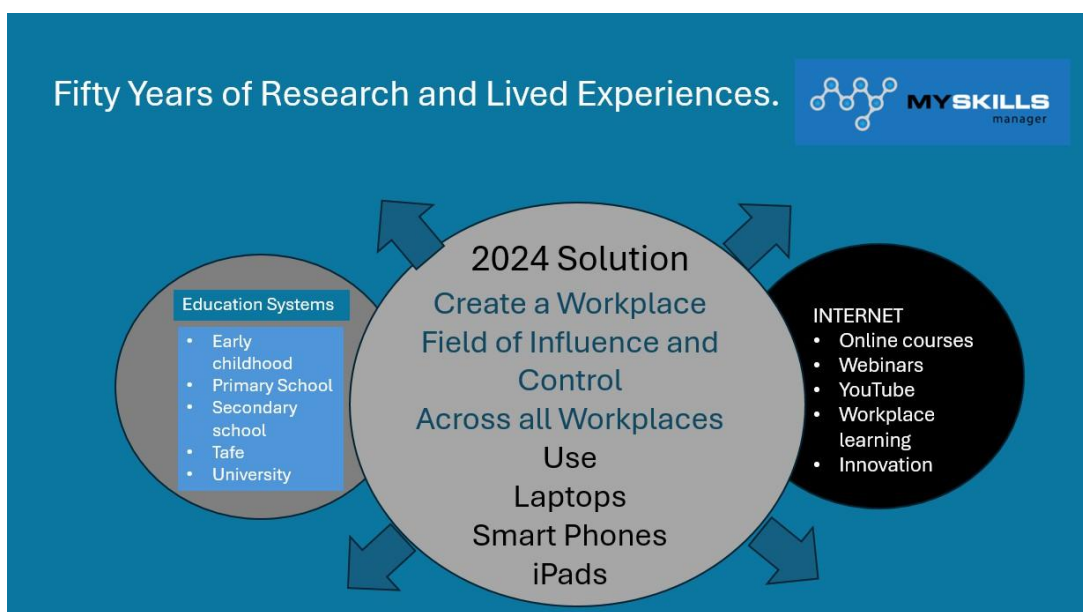 Fifty Years of Research and Lived Experiences.
MYSKILLS
manager
Education Systems
• Early
childhood
• Primary School
• Secondary
school
• Tafe
• University
2024 Solution
Create a Workplace
Field of Influence and
Control
Across all Workplaces
Use
Laptops
Smart Phones
iPads
INTERNET
• Online courses
• Webinars
• YouTube
• Workplace
learning
• Innovation